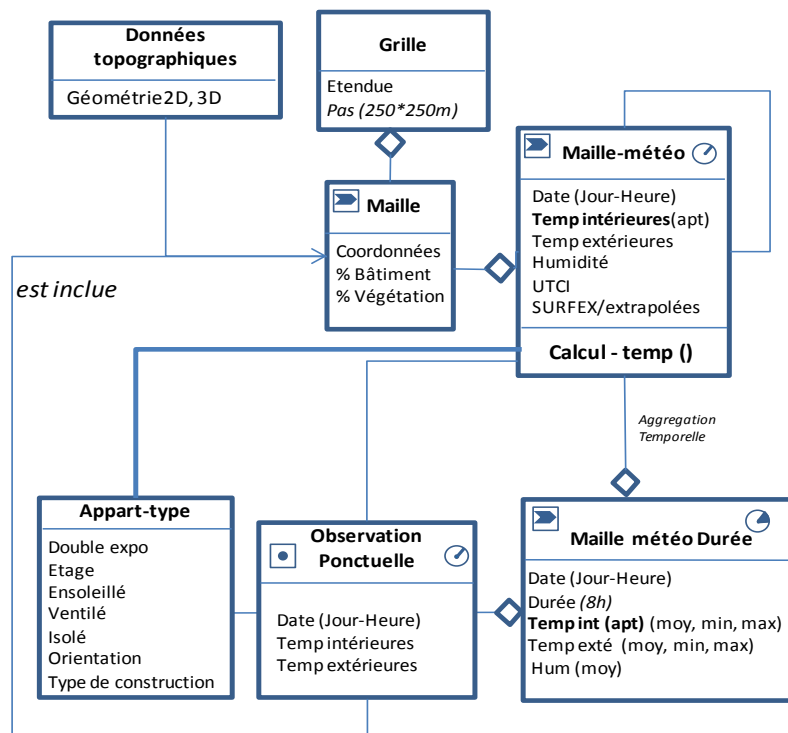 Données
topographiques
Géométrie2D, 3D
Grille
Etendue
Pas (250*250m)
Maille
Coordonnées
% Bâtiment
% Végétation
Maille-météo
Date (Jour-Heure)
Temp intérieures(apt)
Temp extérieures
Humidité
UTCI
SURFEX/extrapolées
Calcul - temp ()
est inclue
Aggregation
Temporelle
Appart-type
Double expo
Etage
Ensoleillé
Ventilé
Isolé
Orientation
Type de construction
Observation
Ponctuelle
Date (Jour-Heure)
Temp intérieures
Temp extérieures
Maille météo Durée
Date (Jour-Heure)
Durée (8h)
Temp int (apt) (moy, min, max)
Temp exté (moy, min, max)
Hum (moy)